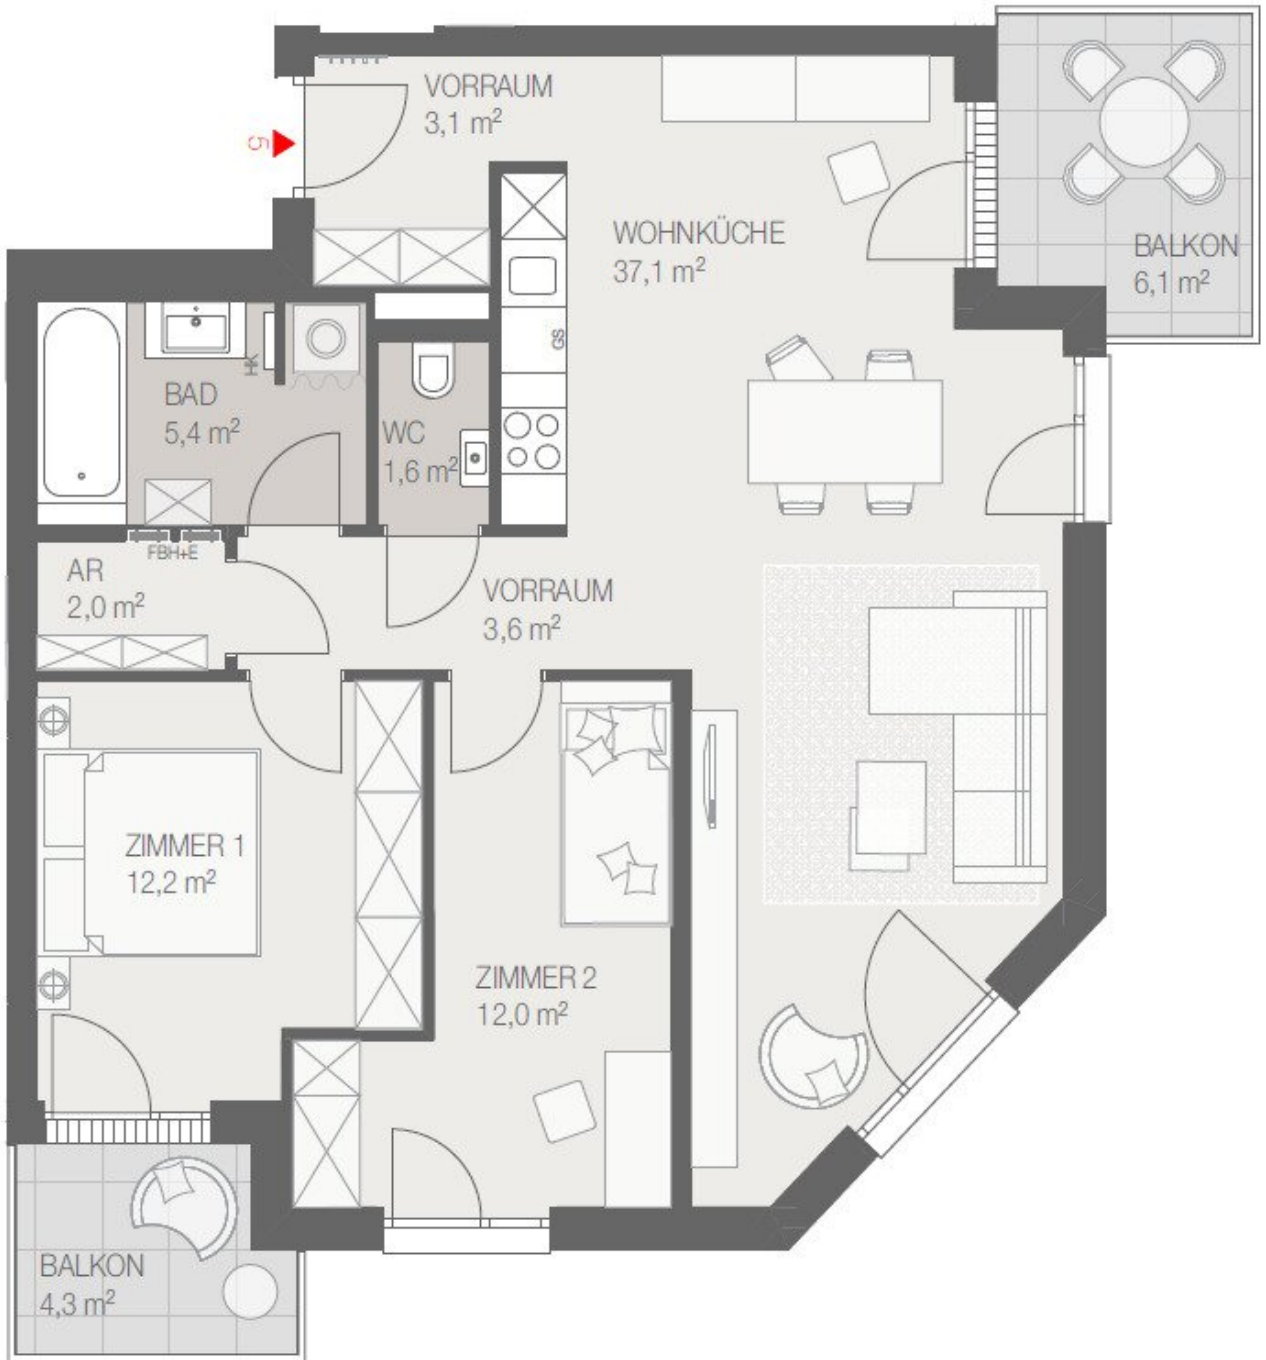 VORRAUM
3,1 m²
5
WOHNKÜCHE
37,1 m²
BALKON
6,1 m²
GS
HK
BAD
5,4 m²
WC
1,6 m²
FBH+E
AR
2,0 m²
VORRAUM
3,6 m²
ZIMMER 1
12,2 m²
ZIMMER 2
12,0 m²
BALKON
4,3 m²